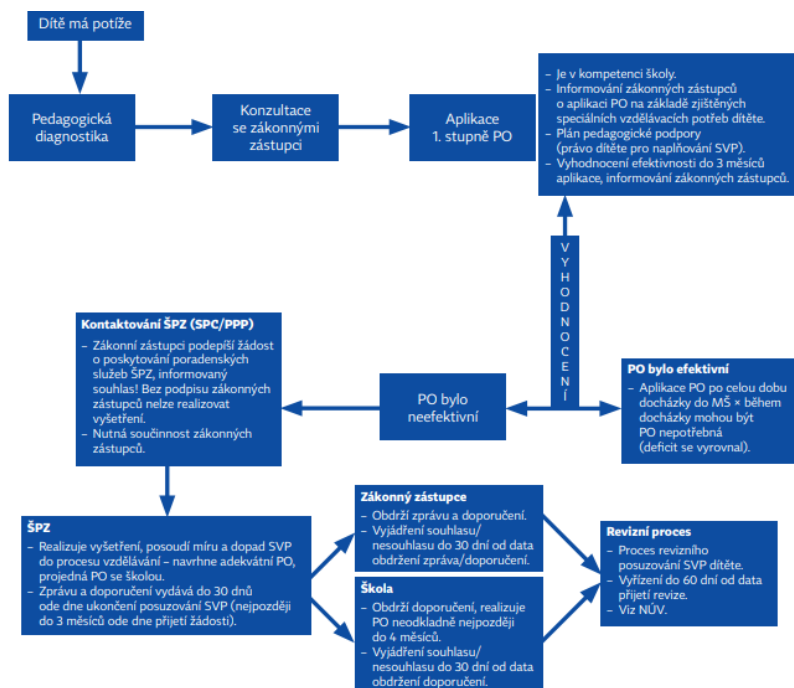 Dítě má potíže
Pedagogická
diagnostika
Konzultace
se zákonnými
zástupci
Aplikace
1. stupně PO
– Je v kompetenci školy.
– Informování zákonných zástupců
o aplikaci PO na základě zjištěných
speciálních vzdělávacích potřeb dítěte.
– Plán pedagogické podpory
(právo dítěte pro naplňování SVP).
– Vyhodnocení efektivnosti do 3 měsíců
aplikace, informování zákonných zástupců.
VYHODNOCENÍ
Kontaktování ŠPZ (SPC/PPP)
– Zákonní zástupci podepíší žádost
o poskytování poradenských
služeb ŠPZ, informovaný
souhlas! Bez podpisu zákonných
zástupců nelze realizovat
vyšetření.
– Nutná součinnost zákonných
zástupců.
PO bylo
neefektivní
PO bylo efektivní
– Aplikace PO po celou dobu
docházky do MŠ × během
docházky mohou být
PO nepotřebná
(deficit se vyrovnal).
ŠPZ
– Realizuje vyšetření, posoudí míru a dopad SVP
do procesu vzdělávání – navrhne adekvátní PO,
projedná PO se školou.
– Zprávu a doporučení vydává do 30 dnů
ode dne ukončení posuzování SVP (nejpozději
do 3 měsíců ode dne přijetí žádosti).
Zákonný zástupce
– Obdrží zprávu a doporučení.
– Vyjádření souhlasu/
nesouhlasu do 30 dní od data
obdržení zpráva/doporučení.
Škola
– Obdrží doporučení, realizuje
PO neodkladně nejpozději
do 4 měsíců.
– Vyjádření souhlasu/
nesouhlasu do 30 dní od data
obdržení doporučení.
Revizní proces
– Proces revizního
posuzování SVP dítěte.
– Vyřízení do 60 dní od data
přijetí revize.
– Viz NÚV.